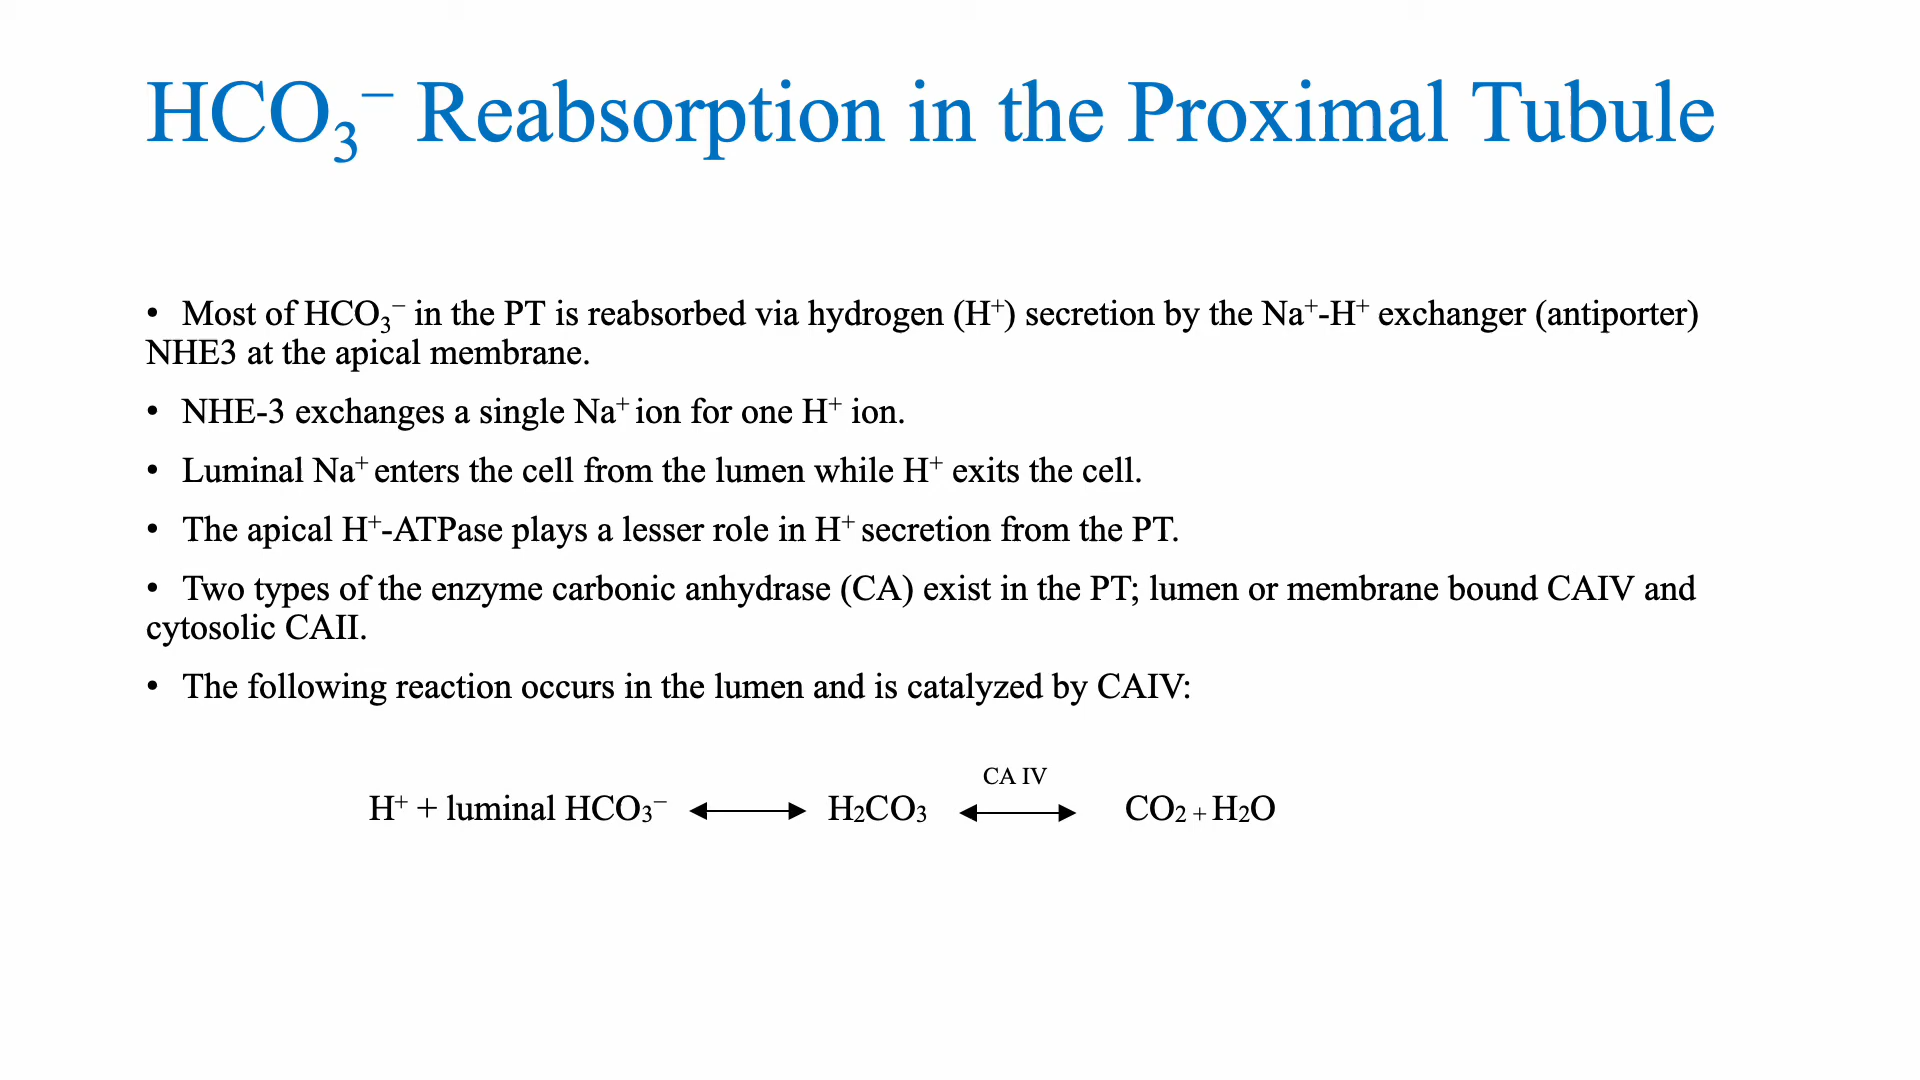 HCO₃⁻ Reabsorption in the Proximal Tubule
• Most of HCO₃⁻ in the PT is reabsorbed via hydrogen (H⁺) secretion by the Na⁺-H⁺ exchanger (antiporter)
NHE3 at the apical membrane.
• NHE-3 exchanges a single Na⁺ ion for one H⁺ ion.
• Luminal Na⁺ enters the cell from the lumen while H⁺ exits the cell.
• The apical H⁺-ATPase plays a lesser role in H⁺ secretion from the PT.
• Two types of the enzyme carbonic anhydrase (CA) exist in the PT; lumen or membrane bound CAIV and
cytosolic CAII.
• The following reaction occurs in the lumen and is catalyzed by CAIV:
CA IV
H⁺ + luminal HCO₃⁻ ⟷ H₂CO₃ ⟷ CO₂ + H₂O